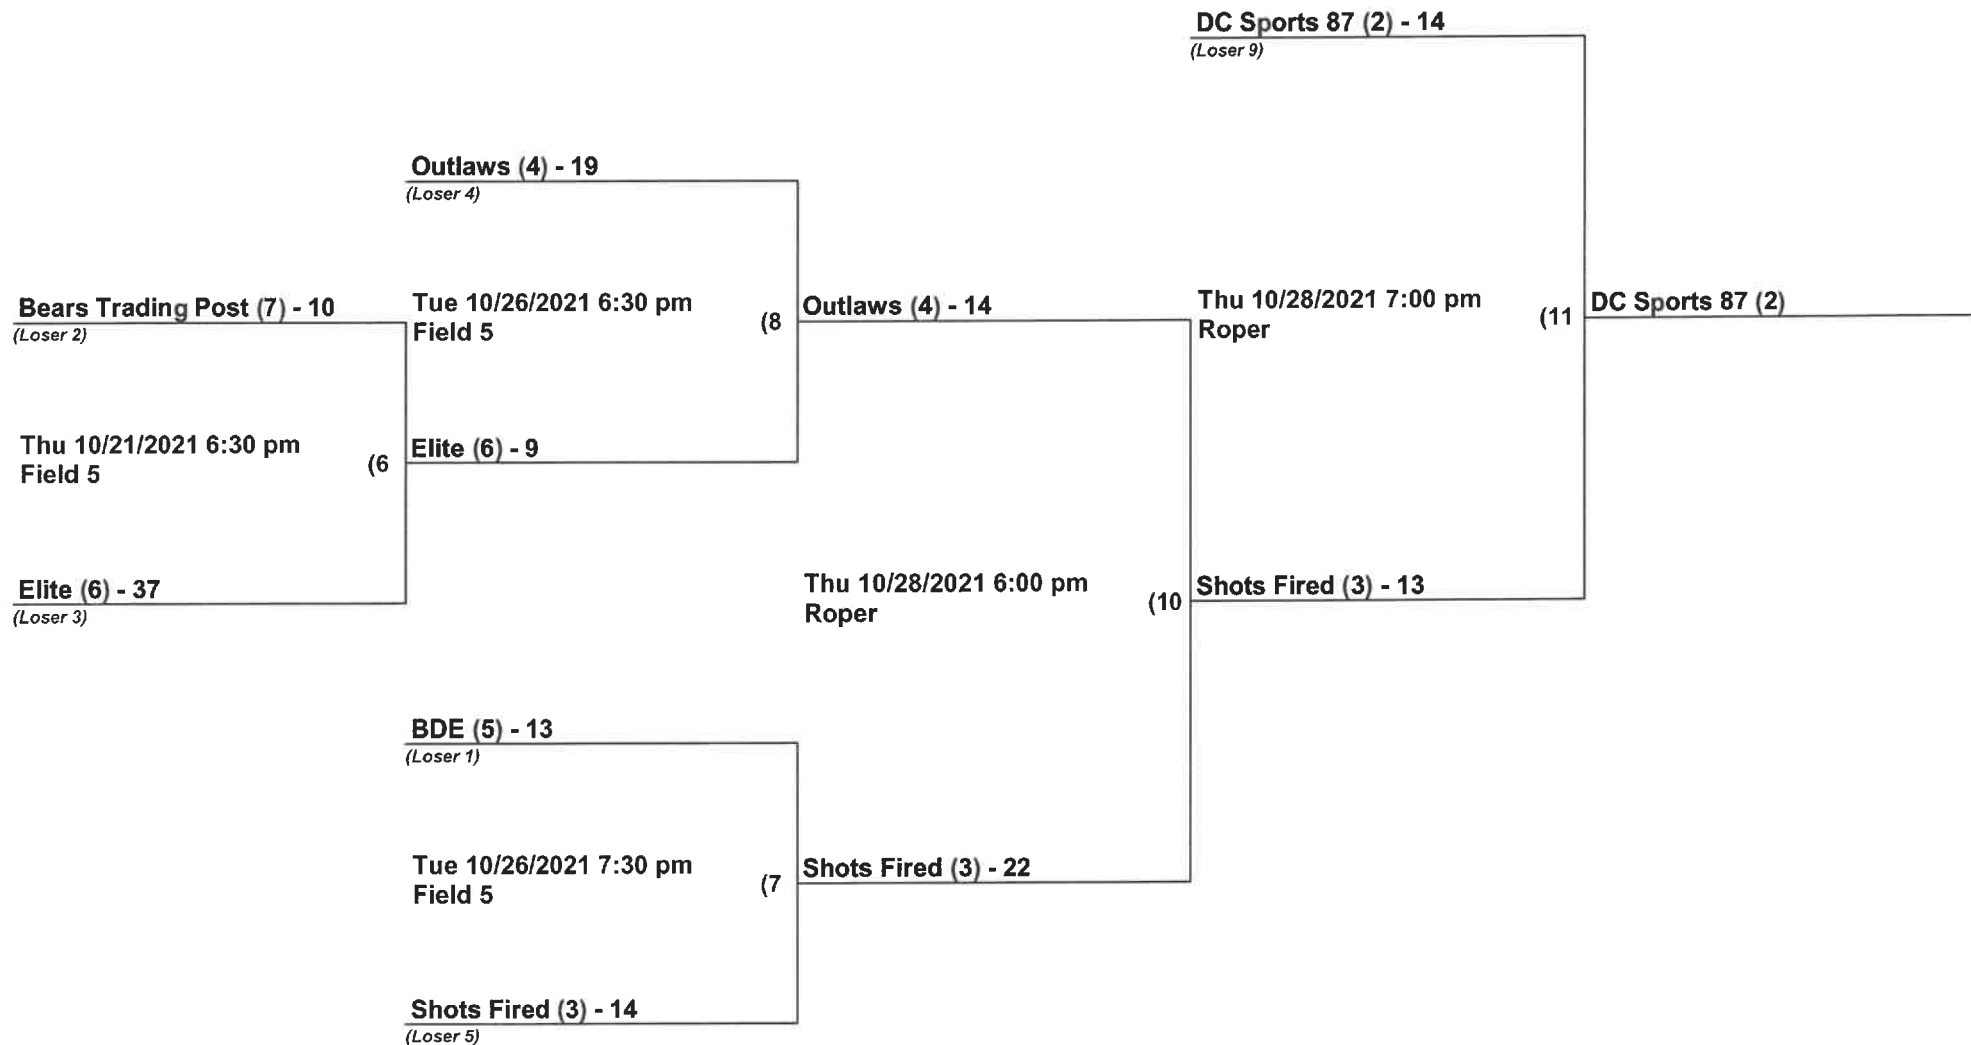 DC Sports 87 (2) - 14
(Loser 9)
Outlaws (4) - 19
(Loser 4)
Bears Trading Post (7) - 10
(Loser 2)
Tue 10/26/2021 6:30 pm
Field 5
(8
Outlaws (4) - 14
Thu 10/28/2021 7:00 pm
Roper
(11
DC Sports 87 (2)
Thu 10/21/2021 6:30 pm
Field 5
(6
Elite (6) - 9
Elite (6) - 37
(Loser 3)
Thu 10/28/2021 6:00 pm
Roper
(10
Shots Fired (3) - 13
BDE (5) - 13
(Loser 1)
Tue 10/26/2021 7:30 pm
Field 5
(7
Shots Fired (3) - 22
Shots Fired (3) - 14
(Loser 5)